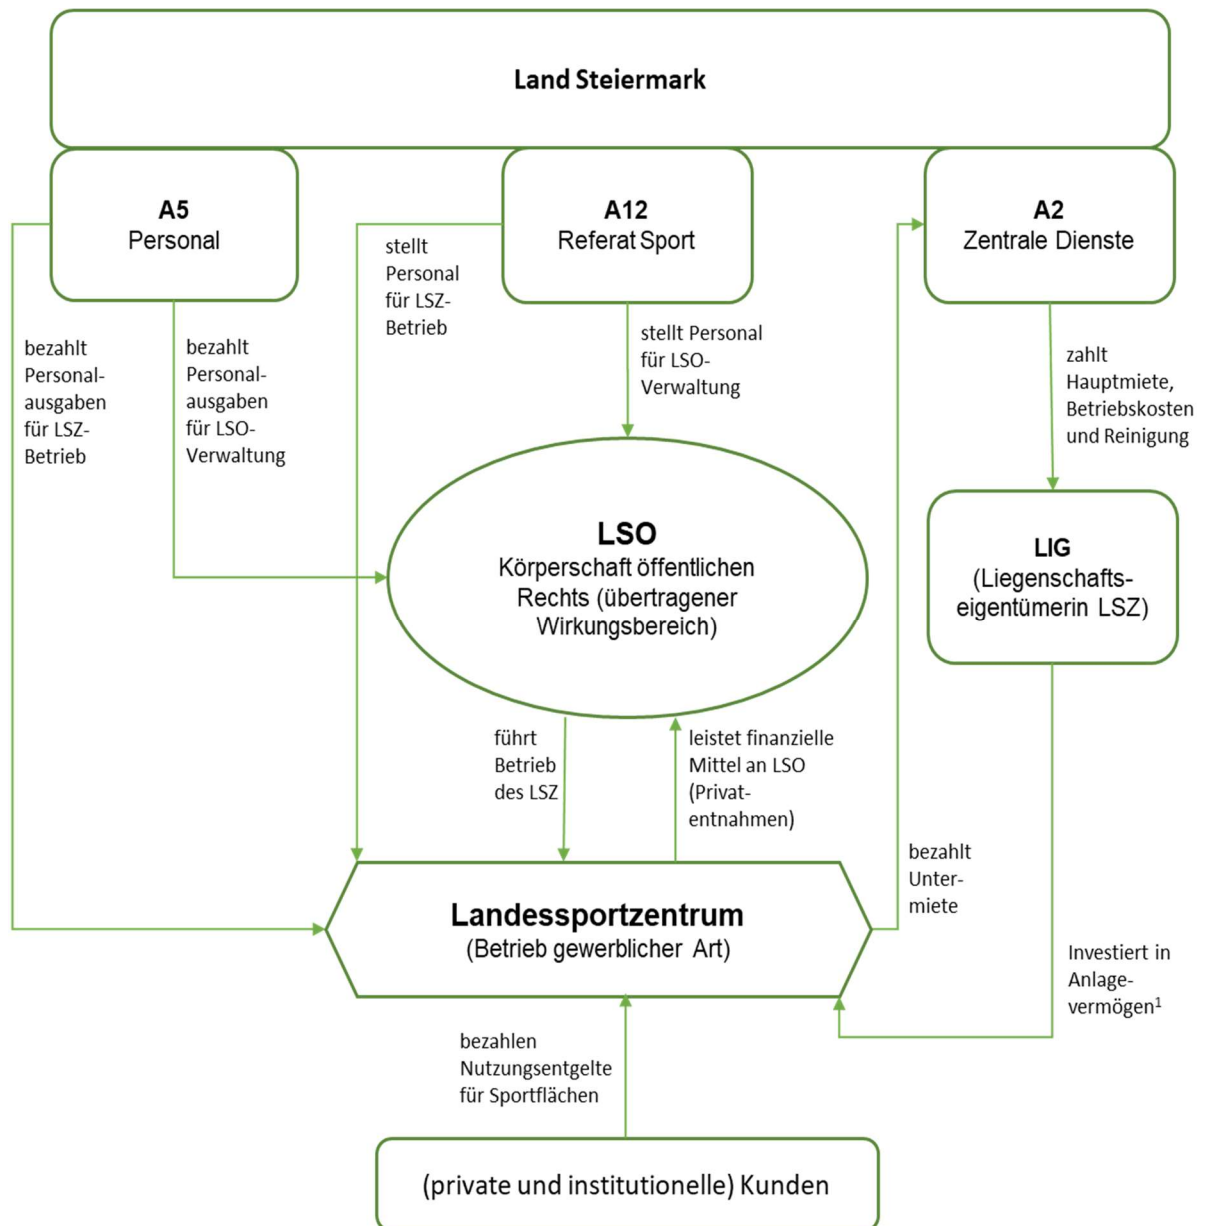 Land Steiermark
A5
Personal
A12
Referat Sport
A2
Zentrale Dienste
stellt
Personal
für LSZ-
Betrieb
bezahlt
Personal-
ausgaben
für LSZ-
Betrieb
bezahlt
Personal-
ausgaben
für LSO-
Verwaltung
stellt Personal
für LSO-
Verwaltung
zahlt
Hauptmiete,
Betriebskosten
und Reinigung
LSO
Körperschaft öffentlichen
Rechts (übertragener
Wirkungsbereich)
LIG
(Liegenschafts-
eigentümerin LSZ)
führt
Betrieb
des LSZ
leistet finanzielle
Mittel an LSO
(Privat-
entnahmen)
bezahlt
Unter-
miete
Landessportzentrum
(Betrieb gewerblicher Art)
Investiert in
Anlage-
vermögen¹
bezahlen
Nutzungsentgelte
für Sportflächen
(private und institutionelle) Kunden